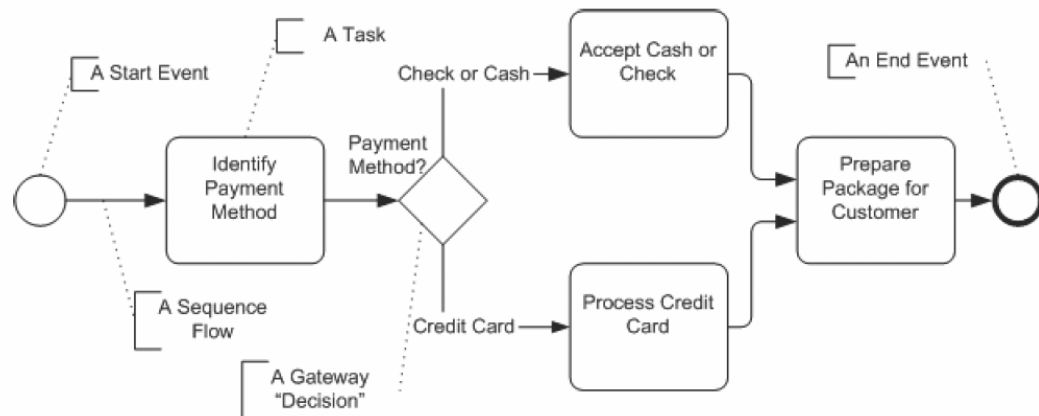 A Task
A Start Event
Check or Cash
Accept Cash or
Check
An End Event
Identify
Payment
Method
Payment
Method?
Prepare
Package for
Customer
A Sequence
Flow
Credit Card
Process Credit
Card
A Gateway
“Decision”